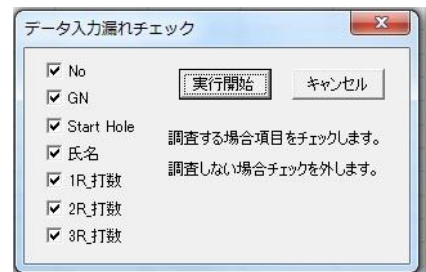 データ入力漏れチェック
No
GN
Start Hole
氏名
1R_打数
2R_打数
3R_打数
実行開始
キャンセル
調査する場合項目をチェックします。
調査しない場合チェックを外します。